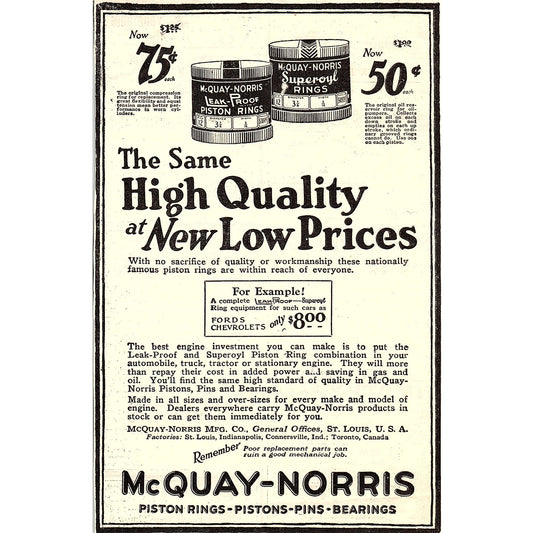 Now $1.25
75¢ each
The original compression
ring for replacement. Its
great flexibility and equal
tension mean better per-
formance in worn cyl-
inders.
McQUAY-NORRIS
LEAK-PROOF
PISTON RINGS
McQUAY-NORRIS
Superoyl
RINGS
$1.00
Now
50¢ each
The original oil res-
ervoir ring for oil-
pumpers. Collects
excess oil on each
down stroke and
empties on each up
stroke, which ordi-
nary grooved rings
cannot do. Use one
on each piston.
The Same
High Quality
at New Low Prices
With no sacrifice of quality or workmanship these nationally
famous piston rings are within reach of everyone.
For Example!
A complete LEAK-PROOF—Superoyl
Ring equipment for such cars as
FORDS
CHEVROLETS only $8.00
The best engine investment you can make is to put the
Leak-Proof and Superoyl Piston Ring combination in your
automobile, truck, tractor or stationary engine. They will more
than repay their cost in added power and saving in gas and
oil. You'll find the same high standard of quality in McQuay-
Norris Pistons, Pins and Bearings.
Made in all sizes and over-sizes for every make and model of
engine. Dealers everywhere carry McQuay-Norris products in
stock or can get them immediately for you.
McQUAY-NORRIS MFG. CO., General Offices, ST. LOUIS, U. S. A.
Factories: St. Louis, Indianapolis, Connersville, Ind.; Toronto, Canada
Remember Poor replacement parts can
ruin a good mechanical job.
McQUAY-NORRIS
PISTON RINGS-PISTONS-PINS-BEARINGS